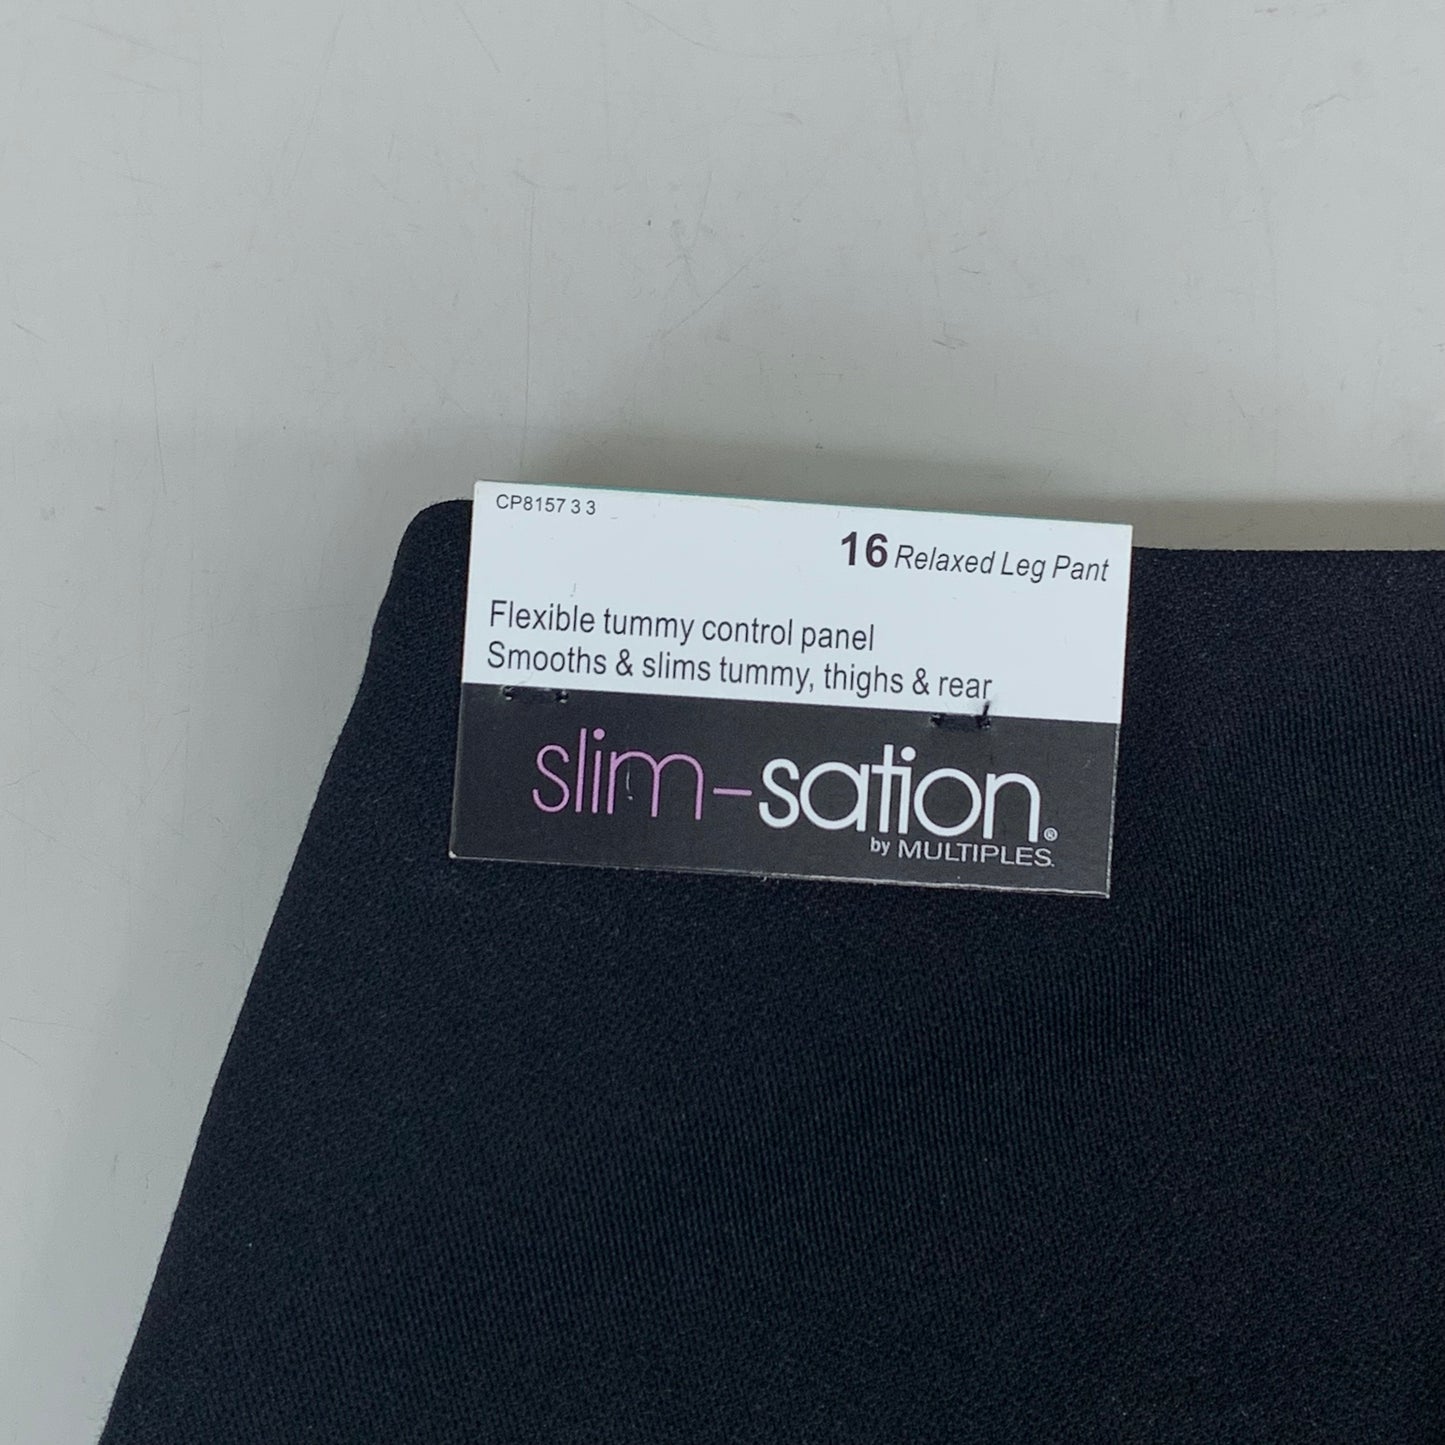 CP8157 3 3
16 Relaxed Leg Pant
Flexible tummy control panel
Smooths & slims tummy, thighs & rear
slim-sation®
by MULTIPLES.